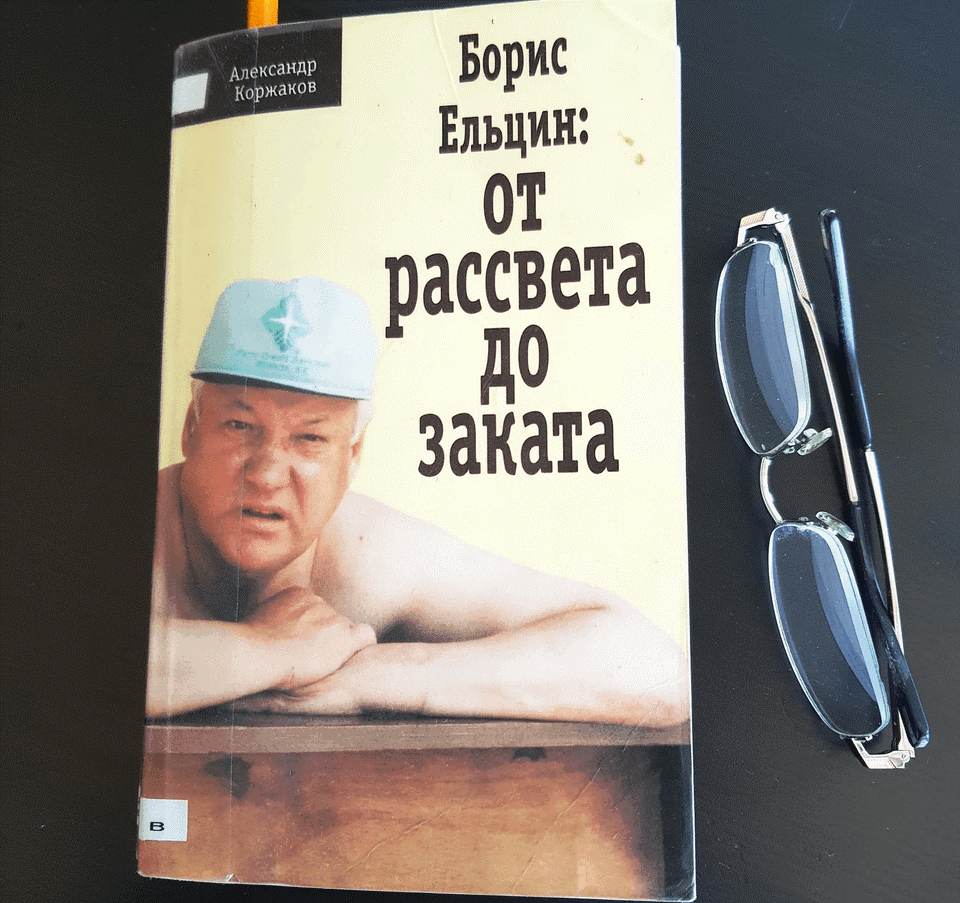 Александр
Коржаков
Борис
Ельцин:
от
рассвета
до
заката
В